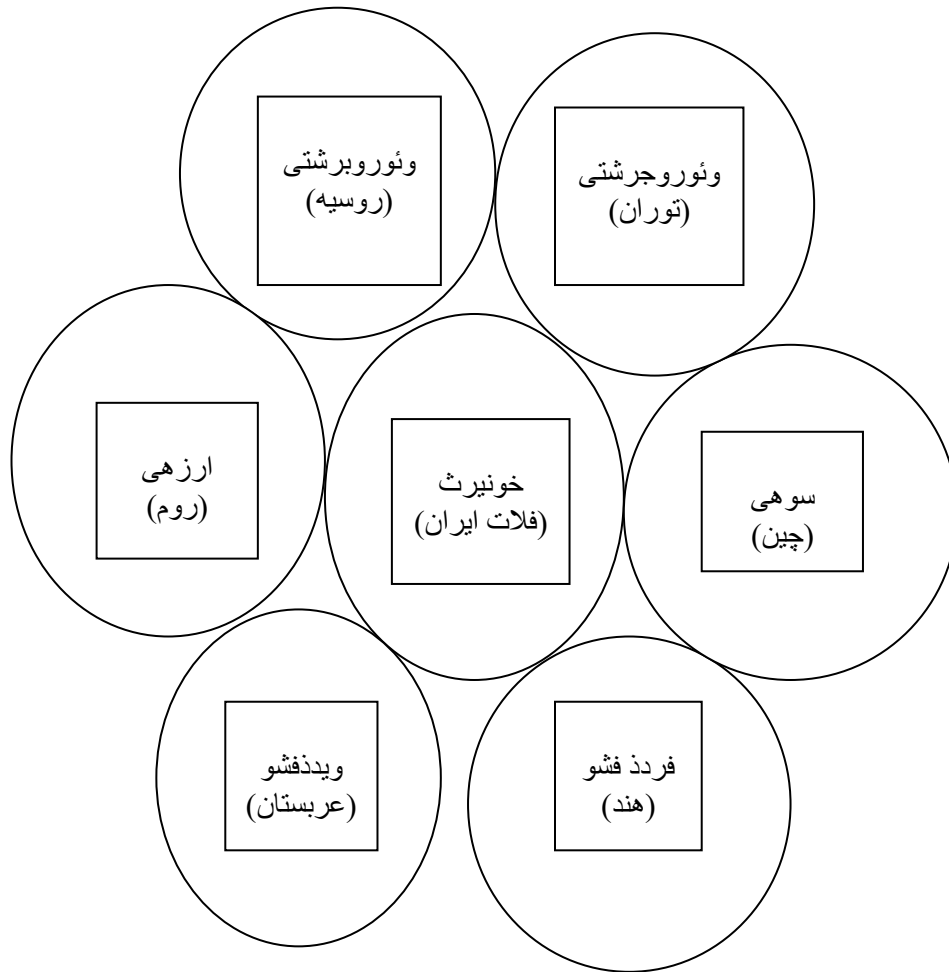 وئوروجرشتی
(توران)
وئوروبرشتی
(روسیه)
سوهی
(چین)
خونیرث
(فلات ایران)
ارزهی
(روم)
فردذ فشو
(هند)
ویدذفشو
(عربستان)